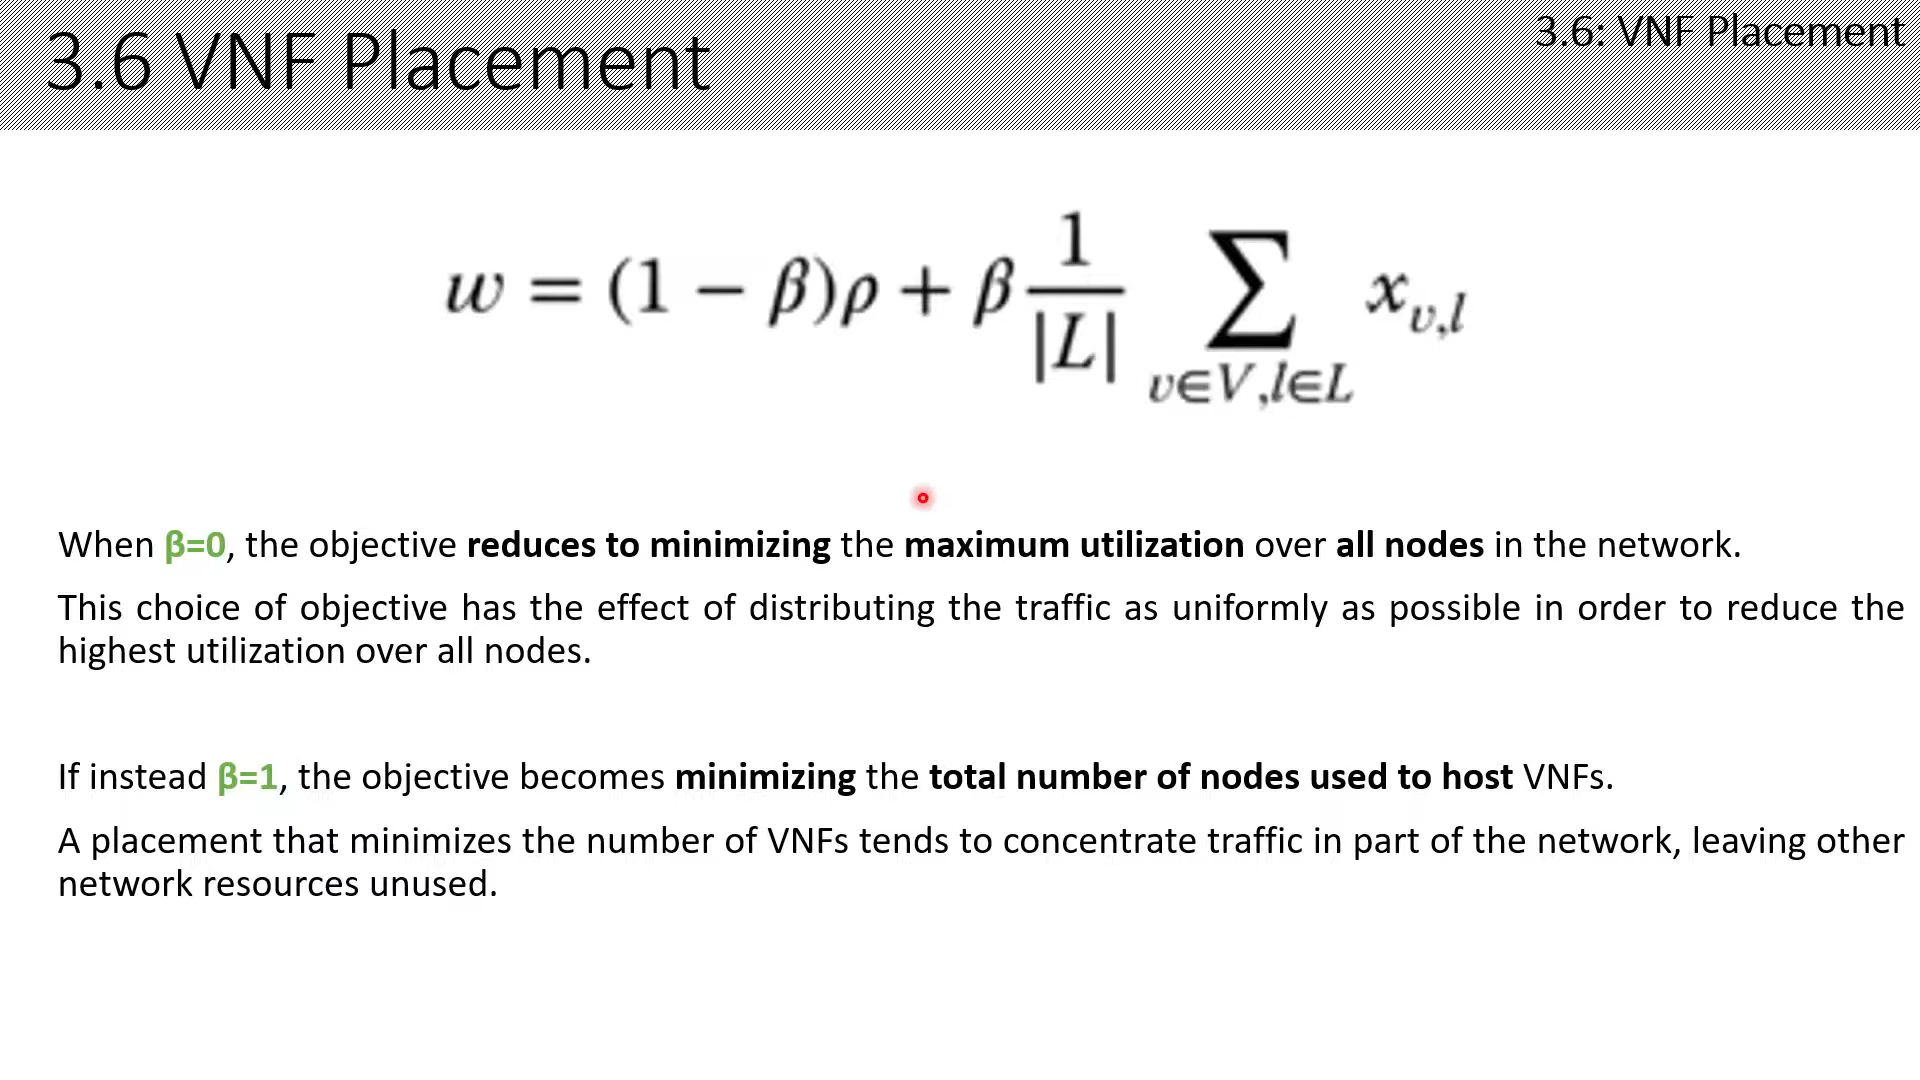 3.6 VNF Placement
3.6: VNF Placement
w = (1 − β)ρ + β 1/|L| ∑ v∈V,l∈L x_v,l
When β=0, the objective reduces to minimizing the maximum utilization over all nodes in the network.
This choice of objective has the effect of distributing the traffic as uniformly as possible in order to reduce the
highest utilization over all nodes.
If instead β=1, the objective becomes minimizing the total number of nodes used to host VNFs.
A placement that minimizes the number of VNFs tends to concentrate traffic in part of the network, leaving other
network resources unused.